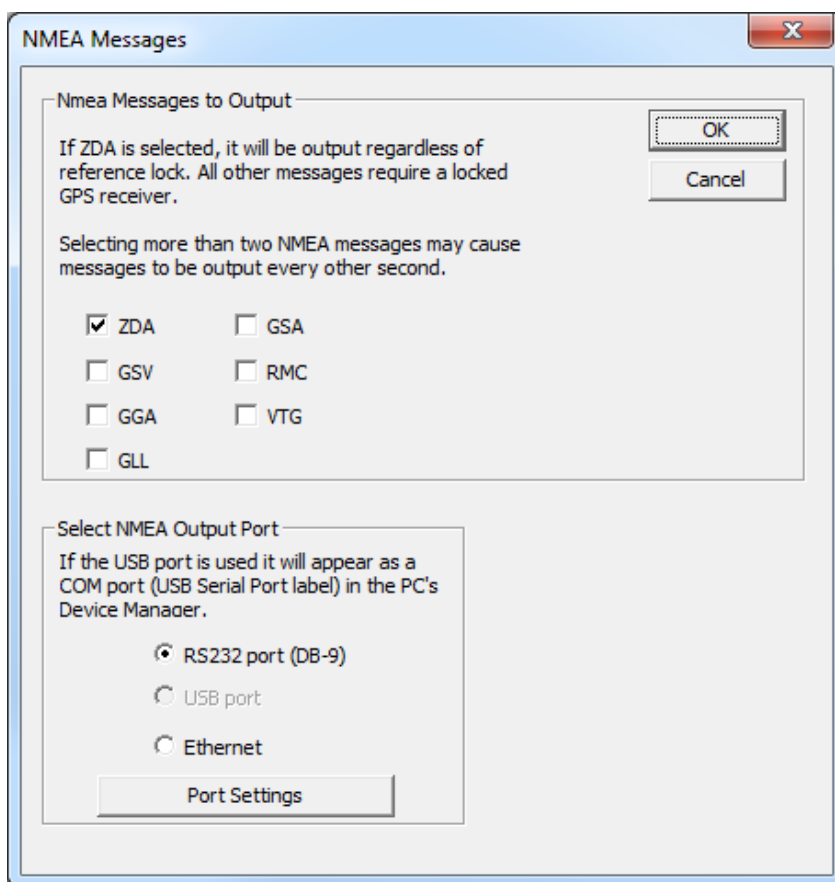 NMEA Messages
Nmea Messages to Output
If ZDA is selected, it will be output regardless of
reference lock. All other messages require a locked
GPS receiver.
OK
Cancel
Selecting more than two NMEA messages may cause
messages to be output every other second.
ZDA GSA
GSV RMC
GGA VTG
GLL
Select NMEA Output Port
If the USB port is used it will appear as a
COM port (USB Serial Port label) in the PC's
Device Manager.
RS232 port (DB-9)
USB port
Ethernet
Port Settings